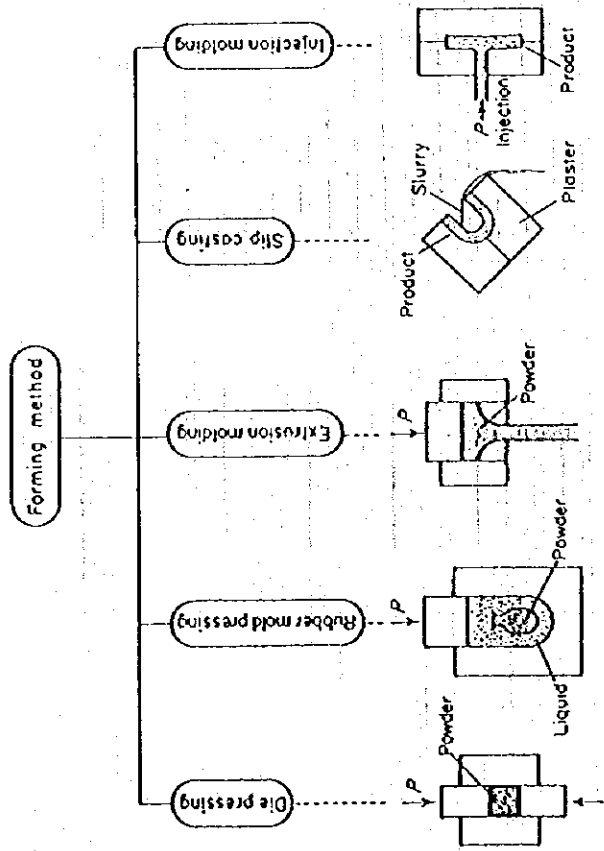 Forming method
Die pressing
Rubber mold pressing
Extrusion molding
Slip casting
Injection molding
P
Powder
P
Liquid
Powder
P
Powder
Product
Slurry
Plaster
P
Injection
Product